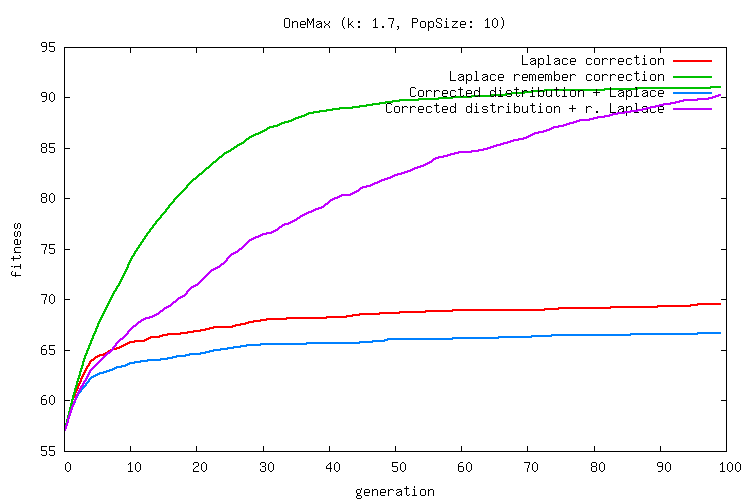 OneMax (k: 1.7, PopSize: 10)
95
90
85
80
75
70
65
60
55
fitness
Laplace correction
Laplace remember correction
Corrected distribution + Laplace
Corrected distribution + r. Laplace
0 10 20 30 40 50 60 70 80 90 100
generation